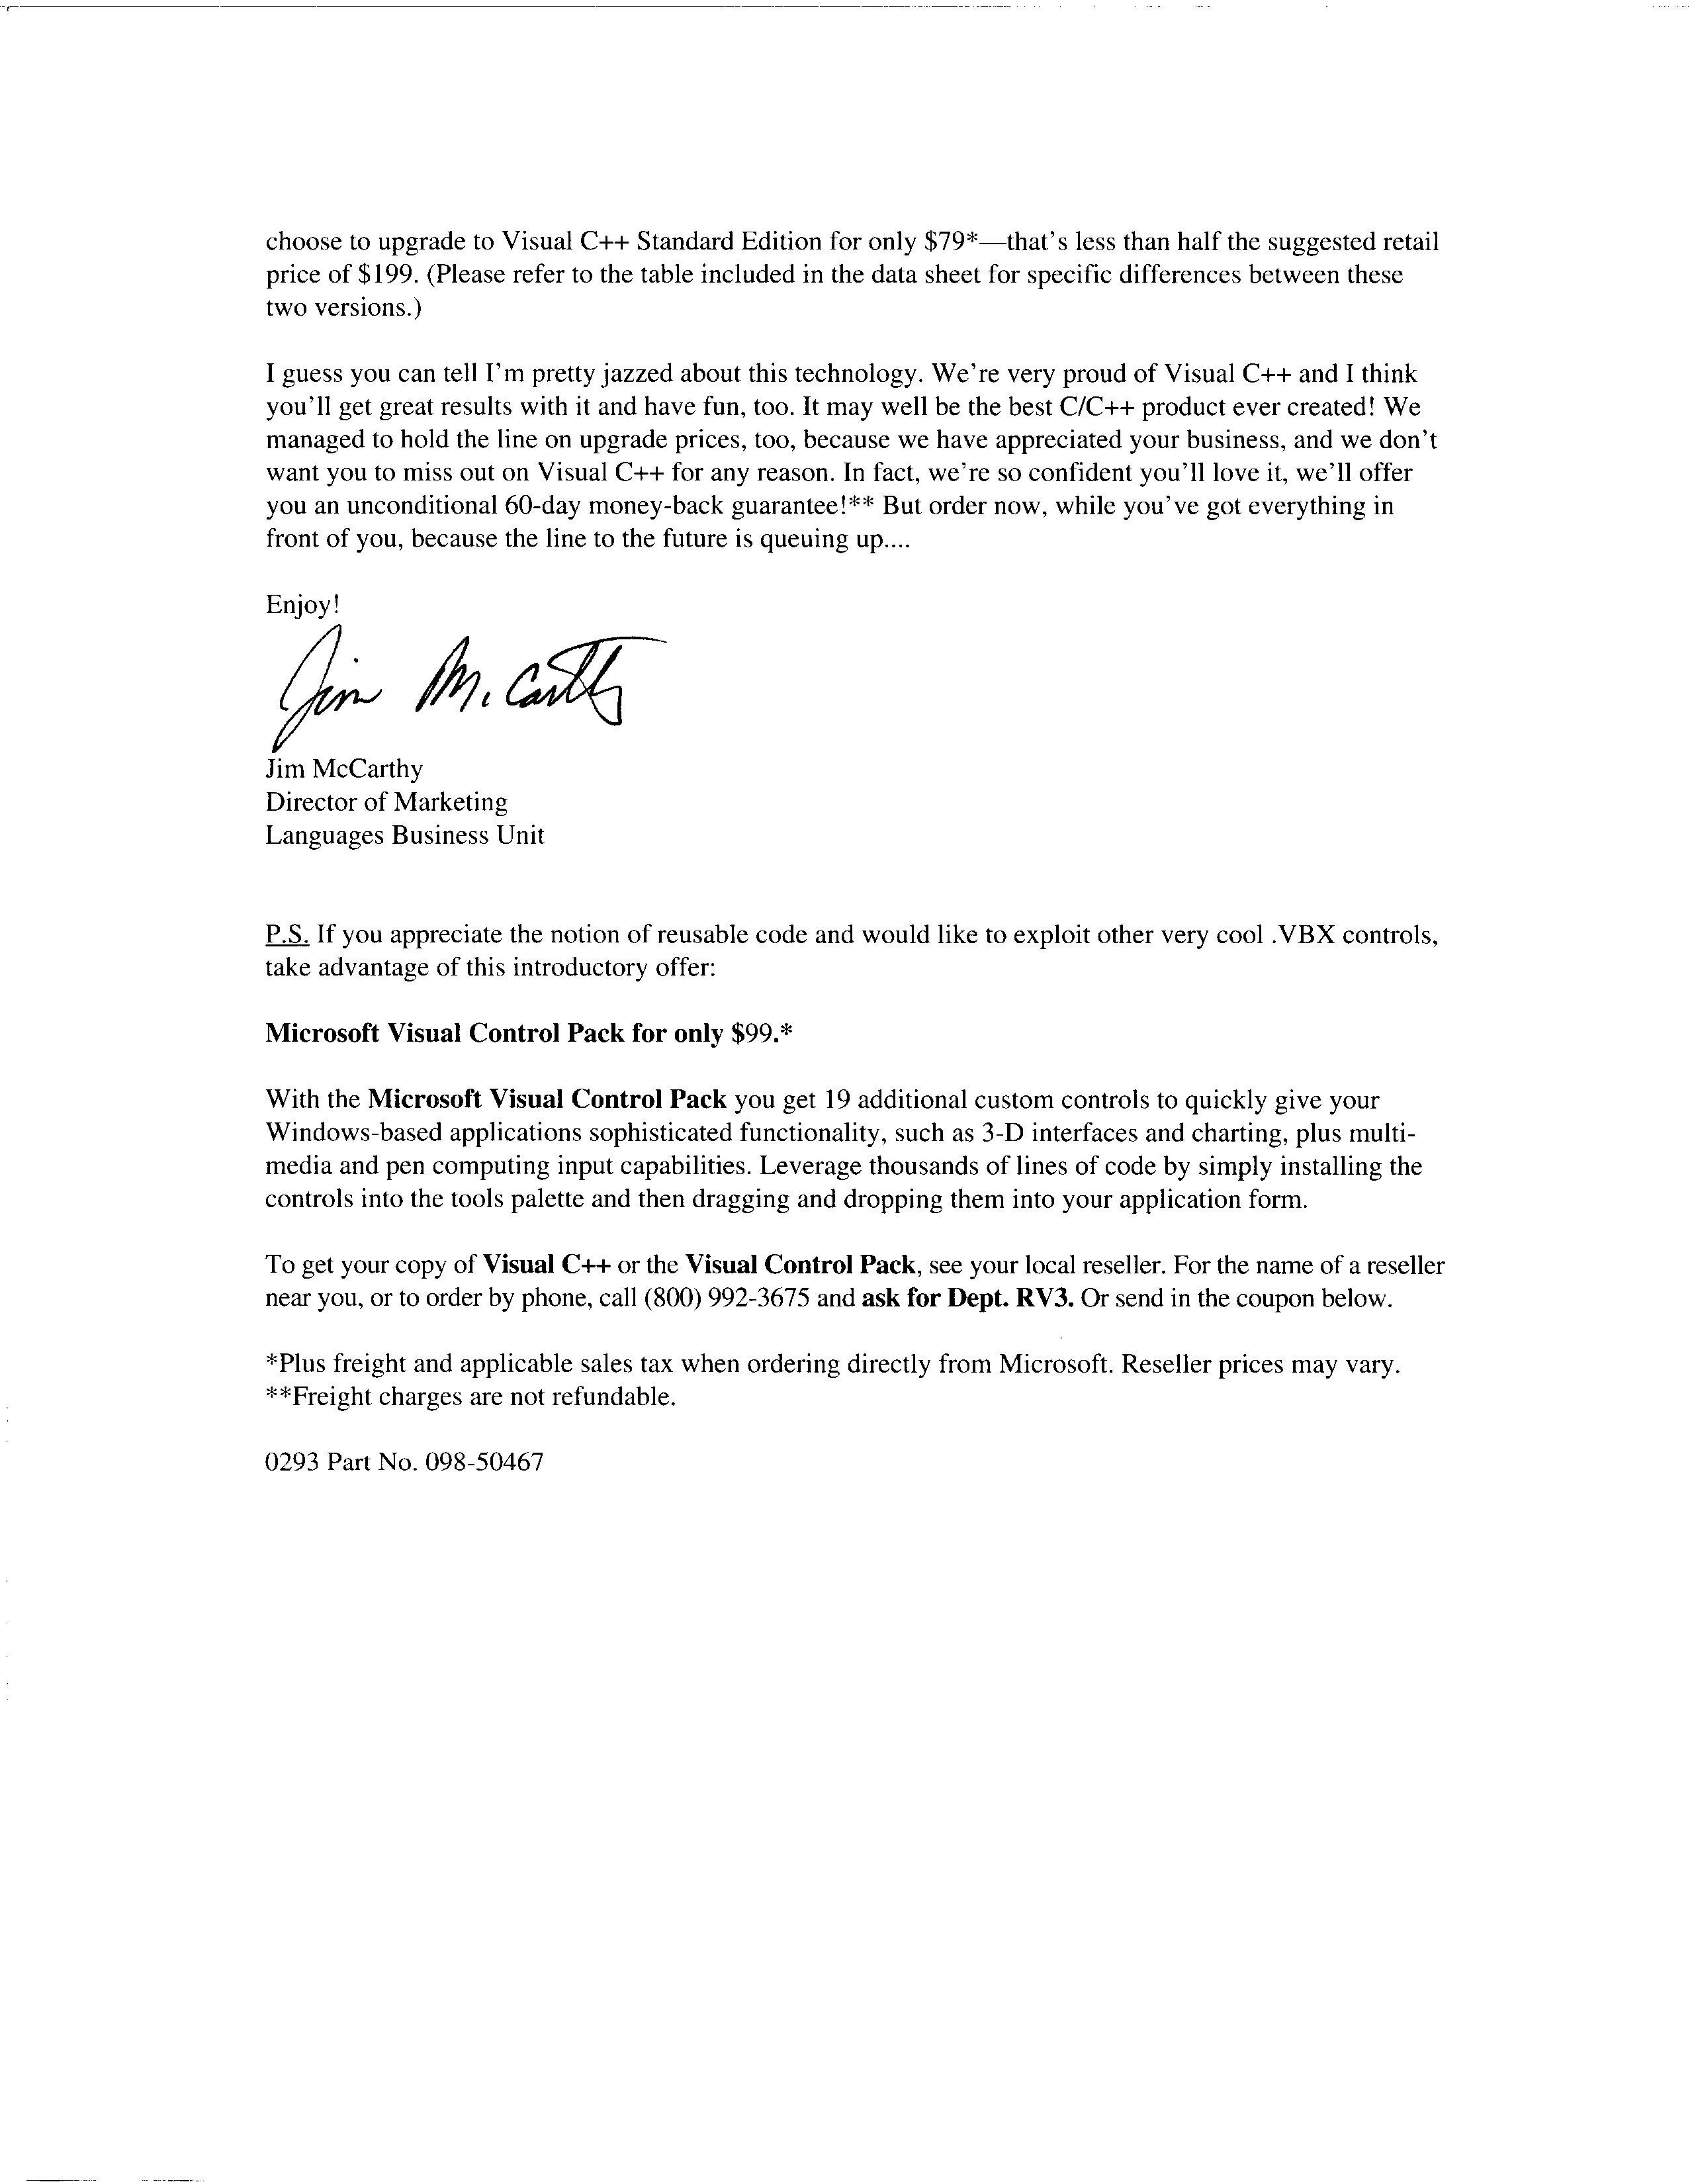 choose to upgrade to Visual C++ Standard Edition for only $79*—that's less than half the suggested retail
price of $199. (Please refer to the table included in the data sheet for specific differences between these
two versions.)
I guess you can tell I'm pretty jazzed about this technology. We're very proud of Visual C++ and I think
you'll get great results with it and have fun, too. It may well be the best C/C++ product ever created! We
managed to hold the line on upgrade prices, too, because we have appreciated your business, and we don't
want you to miss out on Visual C++ for any reason. In fact, we're so confident you'll love it, we'll offer
you an unconditional 60-day money-back guarantee!** But order now, while you've got everything in
front of you, because the line to the future is queuing up....
Enjoy!
Jim McCarthy
Jim McCarthy
Director of Marketing
Languages Business Unit
P.S. If you appreciate the notion of reusable code and would like to exploit other very cool .VBX controls,
take advantage of this introductory offer:
Microsoft Visual Control Pack for only $99.*
With the Microsoft Visual Control Pack you get 19 additional custom controls to quickly give your
Windows-based applications sophisticated functionality, such as 3-D interfaces and charting, plus multi-
media and pen computing input capabilities. Leverage thousands of lines of code by simply installing the
controls into the tools palette and then dragging and dropping them into your application form.
To get your copy of Visual C++ or the Visual Control Pack, see your local reseller. For the name of a reseller
near you, or to order by phone, call (800) 992-3675 and ask for Dept. RV3. Or send in the coupon below.
*Plus freight and applicable sales tax when ordering directly from Microsoft. Reseller prices may vary.
**Freight charges are not refundable.
0293 Part No. 098-50467